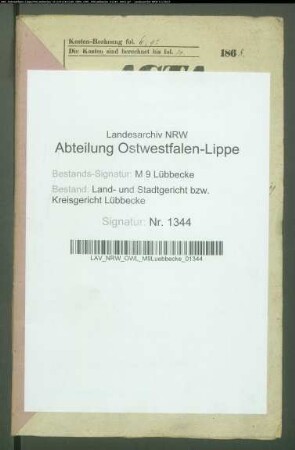 Kosten-Rechnung fol.
Die Kosten sind berechnet bis fol.
186
ACTA
Landesarchiv NRW
Abteilung Ostwestfalen-Lippe
Bestands-Signatur: M 9 Lübbecke
Bestand: Land- und Stadtgericht bzw.
Kreisgericht Lübbecke
Signatur: Nr. 1344
LAV_NRW_OWL_M9Luebbecke_01344